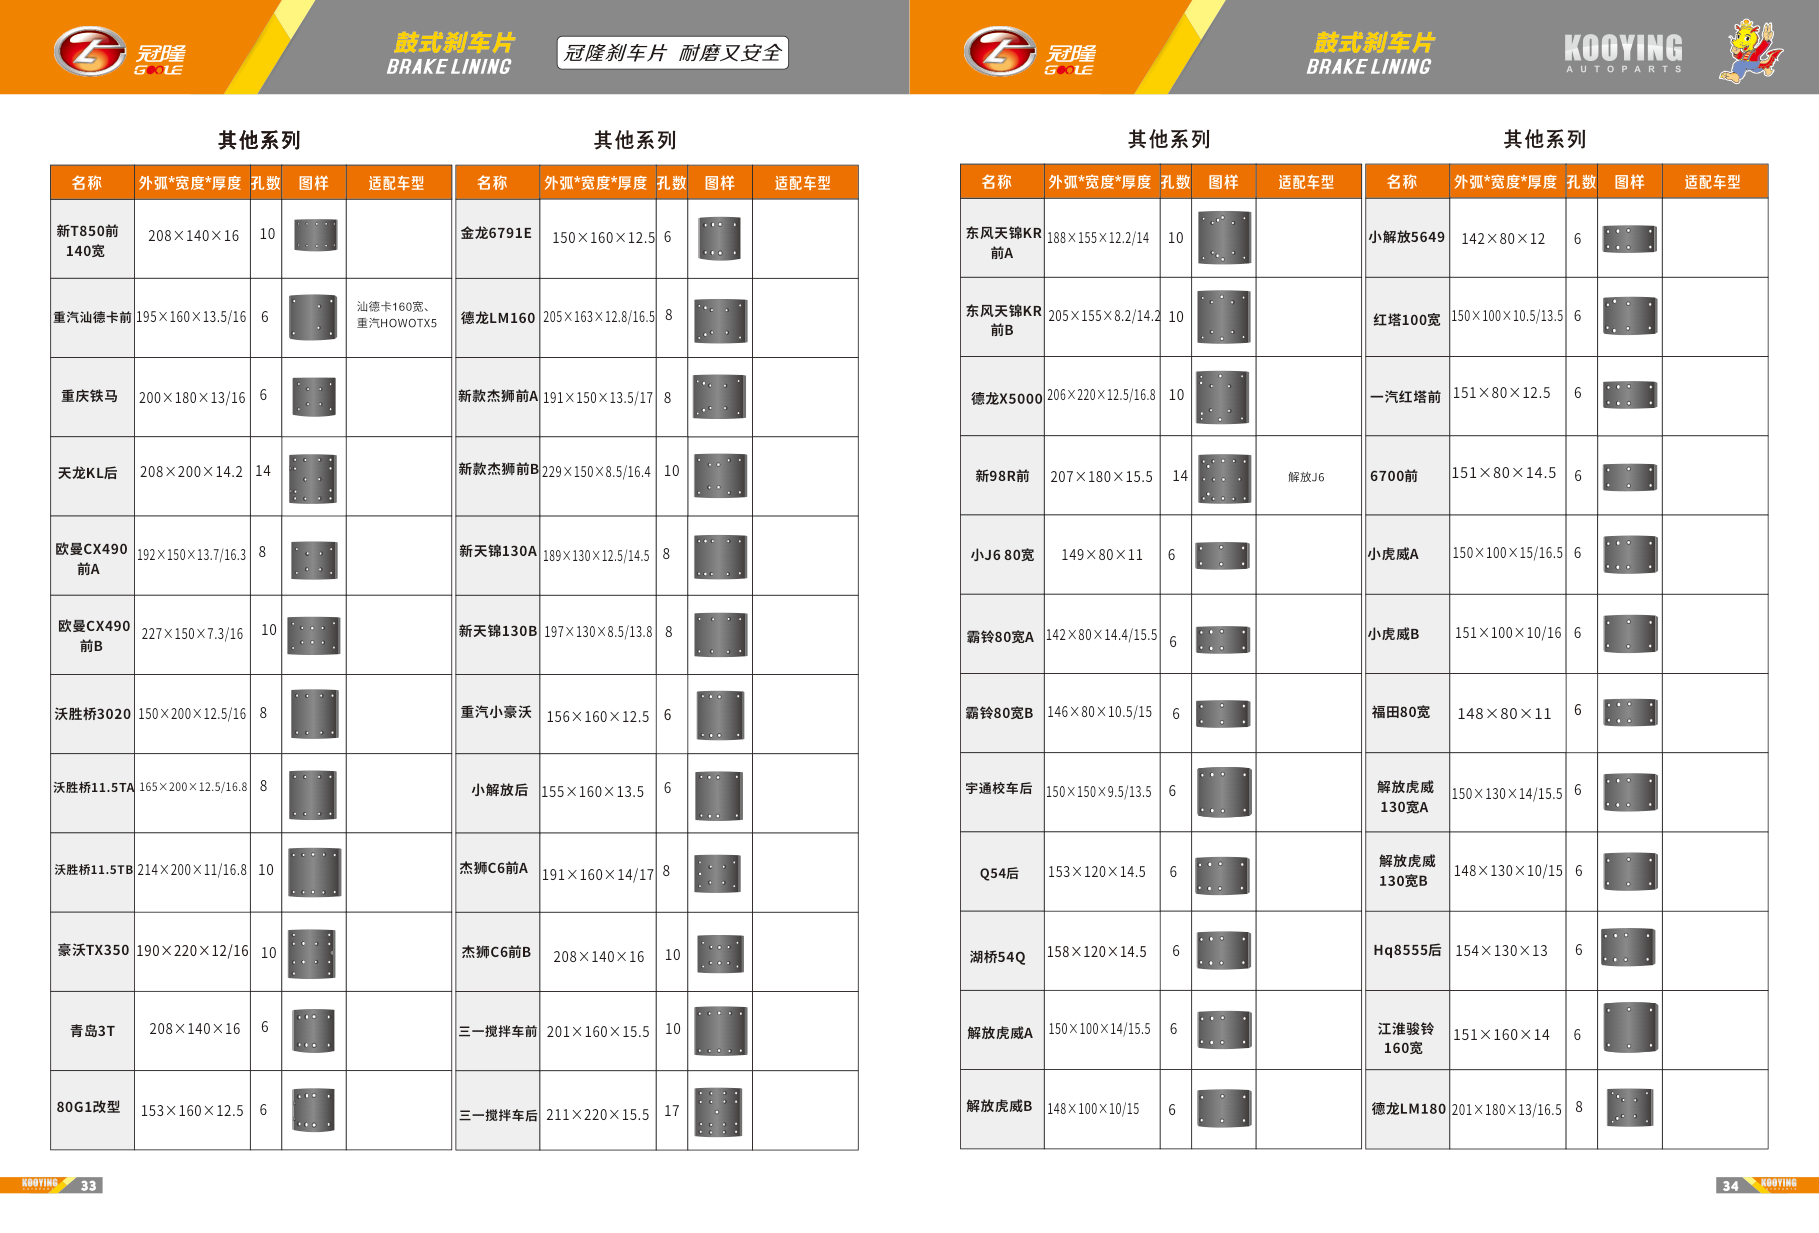 冠隆
GOOLE
鼓式刹车片
BRAKE LINING
冠隆刹车片 耐磨又安全
其他系列
名称 外弧*宽度*厚度 孔数 图样 适配车型
新T850前
140宽
208×140×16 10
重汽汕德卡前 195×160×13.5/16 6
汕德卡160宽、
重汽HOWOTX5
重庆铁马 200×180×13/16 6
天龙KL后 208×200×14.2 14
欧曼CX490
前A
192×150×13.7/16.3 8
欧曼CX490
前B
227×150×7.3/16 10
沃胜桥3020 150×200×12.5/16 8
沃胜桥11.5TA 165×200×12.5/16.8 8
沃胜桥11.5TB 214×200×11/16.8 10
豪沃TX350 190×220×12/16 10
青岛3T 208×140×16 6
80G1改型 153×160×12.5 6
其他系列
名称 外弧*宽度*厚度 孔数 图样 适配车型
金龙6791E 150×160×12.5 6
德龙LM160 205×163×12.8/16.5 8
新款杰狮前A 191×150×13.5/17 8
新款杰狮前B 229×150×8.5/16.4 10
新天锦130A 189×130×12.5/14.5 8
新天锦130B 197×130×8.5/13.8 8
重汽小豪沃 156×160×12.5 6
小解放后 155×160×13.5 6
杰狮C6前A 191×160×14/17 8
杰狮C6前B 208×140×16 10
三一搅拌车前 201×160×15.5 10
三一搅拌车后 211×220×15.5 17
KOOYING
33
冠隆
GOOLE
鼓式刹车片
BRAKE LINING
KOOYING
AUTOPARTS
其他系列
名称 外弧*宽度*厚度 孔数 图样 适配车型
东风天锦KR
前A
188×155×12.2/14 10
东风天锦KR
前B
205×155×8.2/14.2 10
德龙X5000 206×220×12.5/16.8 10
新98R前 207×180×15.5 14 解放J6
小J6 80宽 149×80×11 6
霸铃80宽A 142×80×14.4/15.5 6
霸铃80宽B 146×80×10.5/15 6
宇通校车后 150×150×9.5/13.5 6
Q54后 153×120×14.5 6
湖桥54Q 158×120×14.5 6
解放虎威A 150×100×14/15.5 6
解放虎威B 148×100×10/15 6
其他系列
名称 外弧*宽度*厚度 孔数 图样 适配车型
小解放5649 142×80×12 6
红塔100宽 150×100×10.5/13.5 6
一汽红塔前 151×80×12.5 6
6700前 151×80×14.5 6
小虎威A 150×100×15/16.5 6
小虎威B 151×100×10/16 6
福田80宽 148×80×11 6
解放虎威
130宽A
150×130×14/15.5 6
解放虎威
130宽B
148×130×10/15 6
Hq8555后 154×130×13 6
江淮骏铃
160宽
151×160×14 6
德龙LM180 201×180×13/16.5 8
34
KOOYING